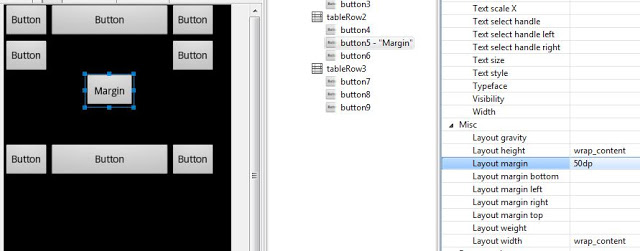 Button Button Button
Button Button
Margin
Button Button Button
button3
tableRow2
button4
button5 - "Margin"
button6
tableRow3
button7
button8
button9
Text scale X
Text select handle
Text select handle left
Text select handle right
Text size
Text style
Typeface
Visibility
Width
Misc
Layout gravity
Layout height wrap_content
Layout margin 50dp
Layout margin bottom
Layout margin left
Layout margin right
Layout margin top
Layout weight
Layout width wrap_content